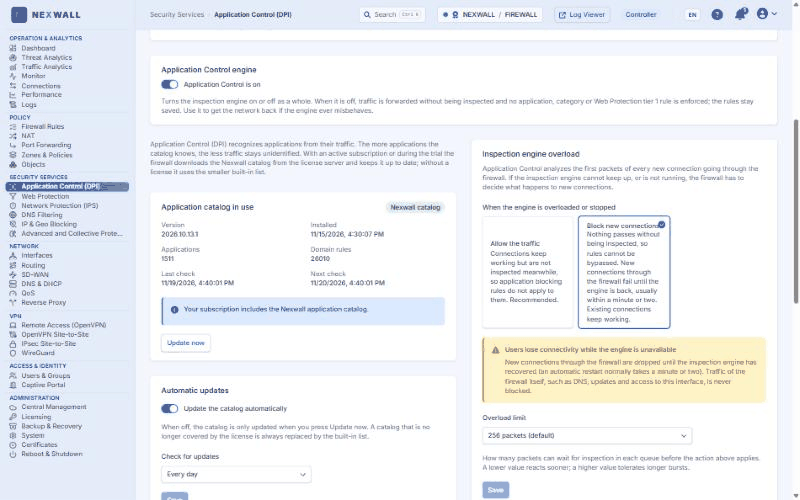 NEXWALL
Security Services
Application Control (DPI)
Search
Ctrl K
NEXWALL / FIREWALL
Log Viewer
Controller
EN
OPERATION & ANALYTICS
Dashboard
Threat Analytics
Traffic Analytics
Monitor
Connections
Performance
Logs
POLICY
Firewall Rules
NAT
Port Forwarding
Zones & Policies
Objects
SECURITY SERVICES
Application Control (DPI)
Web Protection
Network Protection (IPS)
DNS Filtering
IP & Geo Blocking
Advanced and Collective Prote...
NETWORK
Interfaces
Routing
SD-WAN
DNS & DHCP
QoS
Reverse Proxy
VPN
Remote Access (OpenVPN)
OpenVPN Site-to-Site
IPsec Site-to-Site
WireGuard
ACCESS & IDENTITY
Users & Groups
Captive Portal
ADMINISTRATION
Central Management
Licensing
Backup & Recovery
System
Certificates
Reboot & Shutdown
Application Control engine
Application Control is on
Turns the inspection engine on or off as a whole. When it is off, traffic is forwarded without being inspected and no application, category or Web Protection tier 1 rule is enforced; the rules stay
saved. Use it to get the network back if the engine ever misbehaves.
Application Control (DPI) recognizes applications from their traffic. The more applications the
catalog knows, the less traffic stays unidentified. With an active subscription or during the trial the
firewall downloads the Nexwall catalog from the license server and keeps it up to date; without a
license it uses the smaller built-in list.
Application catalog in use
Nexwall catalog
Version
2026.10.13.1
Installed
11/15/2026, 4:30:07 PM
Applications
1511
Domain rules
26010
Last check
11/19/2026, 4:40:01 PM
Next check
11/20/2026, 4:40:01 PM
Your subscription includes the Nexwall application catalog.
Update now
Automatic updates
Update the catalog automatically
When off, the catalog is only updated when you press Update now. A catalog that is no
longer covered by the license is always replaced by the built-in list.
Check for updates
Every day
Save
Inspection engine overload
Application Control analyzes the first packets of every new connection going through the
firewall. If the inspection engine cannot keep up, or is not running, the firewall has to
decide what happens to new connections.
When the engine is overloaded or stopped
Allow the traffic
Connections keep
working but are not
inspected meanwhile,
so application blocking
rules do not apply to
them. Recommended.
Block new connections
Nothing passes without
being inspected, so
rules cannot be
bypassed. New
connections through
the firewall fail until the
engine is back, usually
within a minute or two.
Existing connections
keep working.
Users lose connectivity while the engine is unavailable
New connections through the firewall are dropped until the inspection engine has
recovered (an automatic restart normally takes a minute or two). Traffic of the
firewall itself, such as DNS, updates and access to this interface, is never
blocked.
Overload limit
256 packets (default)
How many packets can wait for inspection in each queue before the action above applies.
A lower value reacts sooner; a higher value tolerates longer bursts.
Save